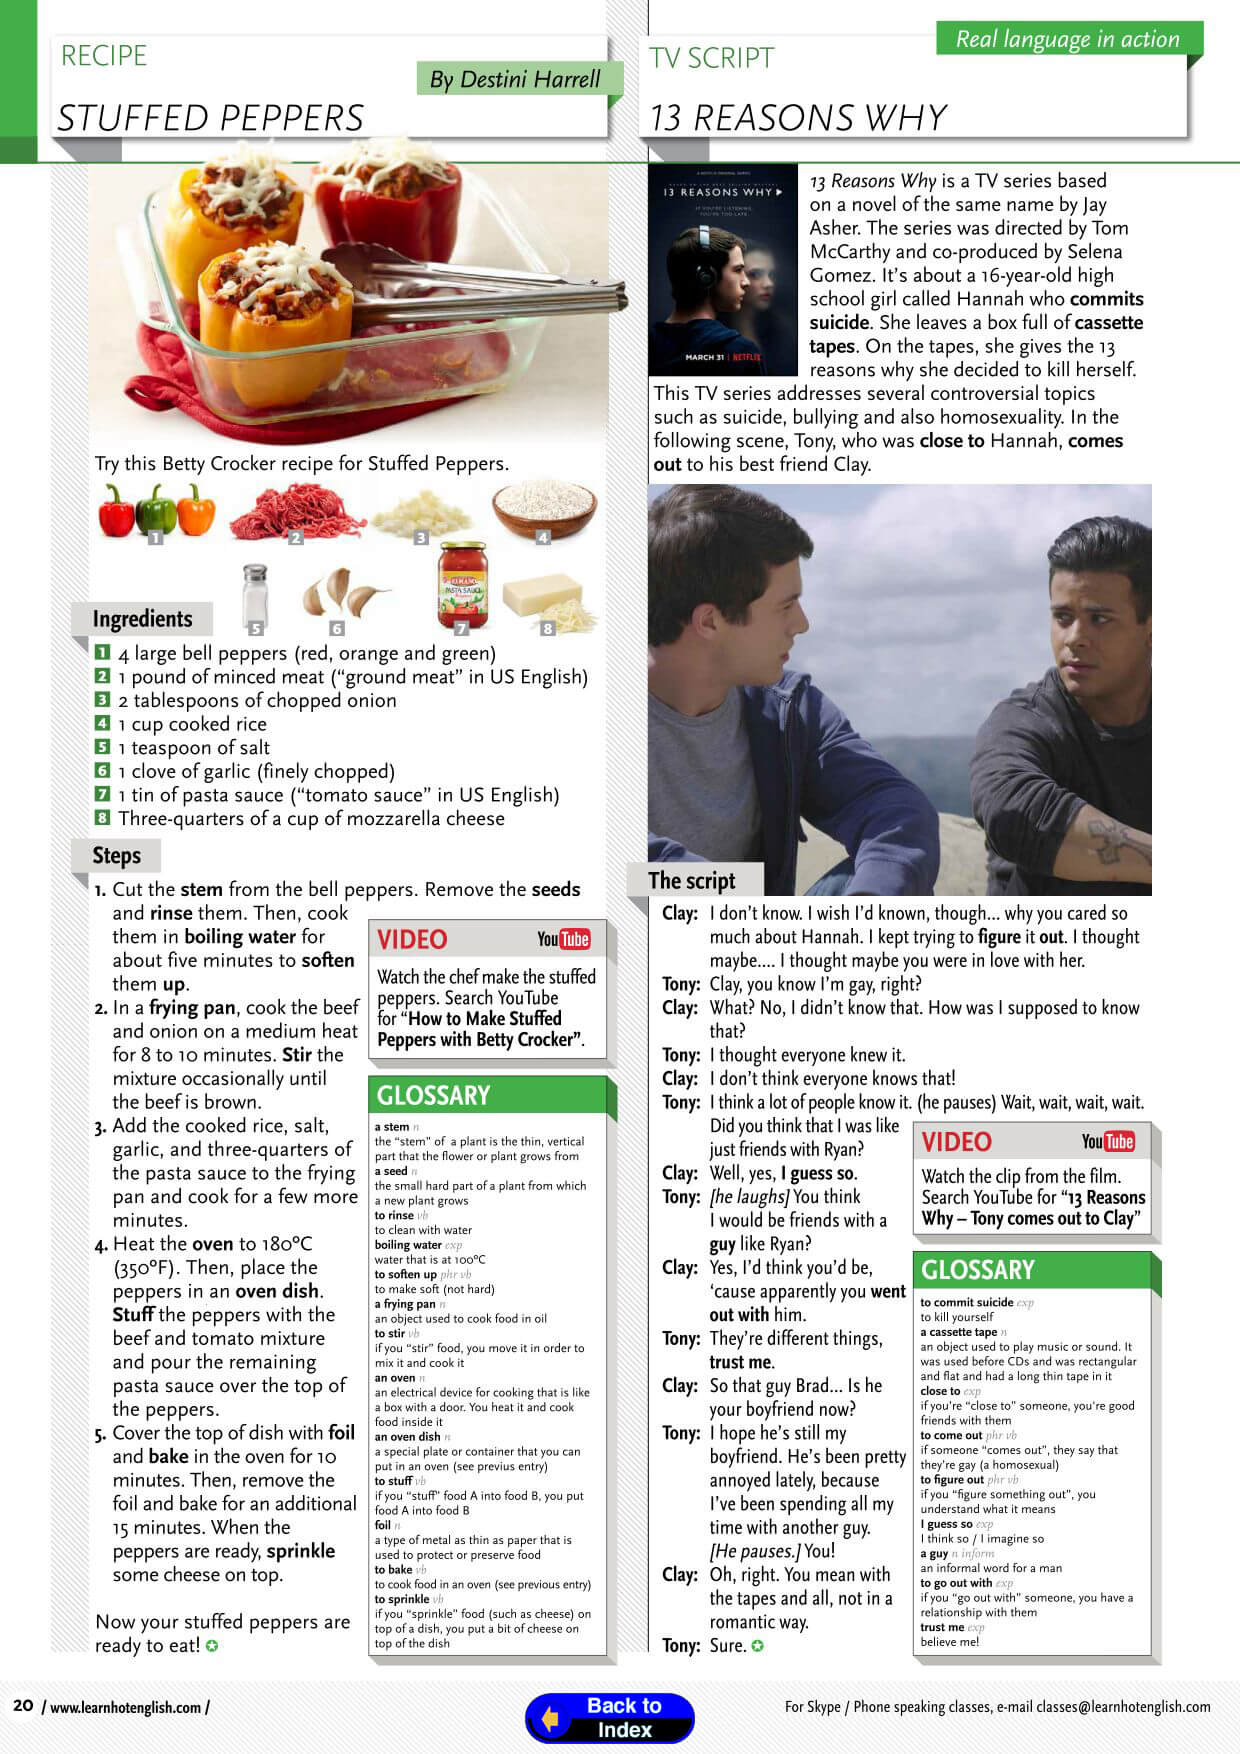 RECIPE
By Destini Harrell
STUFFED PEPPERS
Try this Betty Crocker recipe for Stuffed Peppers.
1
2
3
4
PASTA SAUCE
5
6
7
8
Ingredients
1 4 large bell peppers (red, orange and green)
2 1 pound of minced meat (“ground meat” in US English)
3 2 tablespoons of chopped onion
4 1 cup cooked rice
5 1 teaspoon of salt
6 1 clove of garlic (finely chopped)
7 1 tin of pasta sauce (“tomato sauce” in US English)
8 Three-quarters of a cup of mozzarella cheese
Steps
1. Cut the stem from the bell peppers. Remove the seeds
and rinse them. Then, cook
them in boiling water for
about five minutes to soften
them up.
2. In a frying pan, cook the beef
and onion on a medium heat
for 8 to 10 minutes. Stir the
mixture occasionally until
the beef is brown.
3. Add the cooked rice, salt,
garlic, and three-quarters of
the pasta sauce to the frying
pan and cook for a few more
minutes.
4. Heat the oven to 180ºC
(350ºF). Then, place the
peppers in an oven dish.
Stuff the peppers with the
beef and tomato mixture
and pour the remaining
pasta sauce over the top of
the peppers.
5. Cover the top of dish with foil
and bake in the oven for 10
minutes. Then, remove the
foil and bake for an additional
15 minutes. When the
peppers are ready, sprinkle
some cheese on top.
Now your stuffed peppers are
ready to eat!
VIDEO YouTube
Watch the chef make the stuffed
peppers. Search YouTube
for “How to Make Stuffed
Peppers with Betty Crocker”.
GLOSSARY
a stem n
the “stem” of a plant is the thin, vertical
part that the flower or plant grows from
a seed n
the small hard part of a plant from which
a new plant grows
to rinse vb
to clean with water
boiling water exp
water that is at 100ºC
to soften up phr vb
to make soft (not hard)
a frying pan n
an object used to cook food in oil
to stir vb
if you “stir” food, you move it in order to
mix it and cook it
an oven n
an electrical device for cooking that is like
a box with a door. You heat it and cook
food inside it
an oven dish n
a special plate or container that you can
put in an oven (see previus entry)
to stuff vb
if you “stuff” food A into food B, you put
food A into food B
foil n
a type of metal as thin as paper that is
used to protect or preserve food
to bake vb
to cook food in an oven (see previous entry)
to sprinkle vb
if you “sprinkle” food (such as cheese) on
top of a dish, you put a bit of cheese on
top of the dish
Real language in action
TV SCRIPT
13 REASONS WHY
A NETFLIX ORIGINAL SERIES
13 REASONS WHY
IF YOU'RE LISTENING,
YOU'RE TOO LATE.
MARCH 31 | NETFLIX
13 Reasons Why is a TV series based
on a novel of the same name by Jay
Asher. The series was directed by Tom
McCarthy and co-produced by Selena
Gomez. It’s about a 16-year-old high
school girl called Hannah who commits
suicide. She leaves a box full of cassette
tapes. On the tapes, she gives the 13
reasons why she decided to kill herself.
This TV series addresses several controversial topics
such as suicide, bullying and also homosexuality. In the
following scene, Tony, who was close to Hannah, comes
out to his best friend Clay.
The script
Clay: I don’t know. I wish I’d known, though... why you cared so
much about Hannah. I kept trying to figure it out. I thought
maybe.... I thought maybe you were in love with her.
Tony: Clay, you know I’m gay, right?
Clay: What? No, I didn’t know that. How was I supposed to know
that?
Tony: I thought everyone knew it.
Clay: I don’t think everyone knows that!
Tony: I think a lot of people know it. (he pauses) Wait, wait, wait, wait.
Did you think that I was like
just friends with Ryan?
Clay: Well, yes, I guess so.
Tony: [he laughs] You think
I would be friends with a
guy like Ryan?
Clay: Yes, I’d think you’d be,
‘cause apparently you went
out with him.
Tony: They’re different things,
trust me.
Clay: So that guy Brad... Is he
your boyfriend now?
Tony: I hope he’s still my
boyfriend. He’s been pretty
annoyed lately, because
I’ve been spending all my
time with another guy.
[He pauses.] You!
Clay: Oh, right. You mean with
the tapes and all, not in a
romantic way.
Tony: Sure.
VIDEO YouTube
Watch the clip from the film.
Search YouTube for “13 Reasons
Why – Tony comes out to Clay”
GLOSSARY
to commit suicide exp
to kill yourself
a cassette tape n
an object used to play music or sound. It
was used before CDs and was rectangular
and flat and had a long thin tape in it
close to exp
if you’re “close to” someone, you’re good
friends with them
to come out phr vb
if someone “comes out”, they say that
they’re gay (a homosexual)
to figure out phr vb
if you “figure something out”, you
understand what it means
I guess so exp
I think so / I imagine so
a guy n inform
an informal word for a man
to go out with exp
if you “go out with” someone, you have a
relationship with them
trust me exp
believe me!
20 / www.learnhotenglish.com /
Back to
Index
For Skype / Phone speaking classes, e-mail classes@learnhotenglish.com